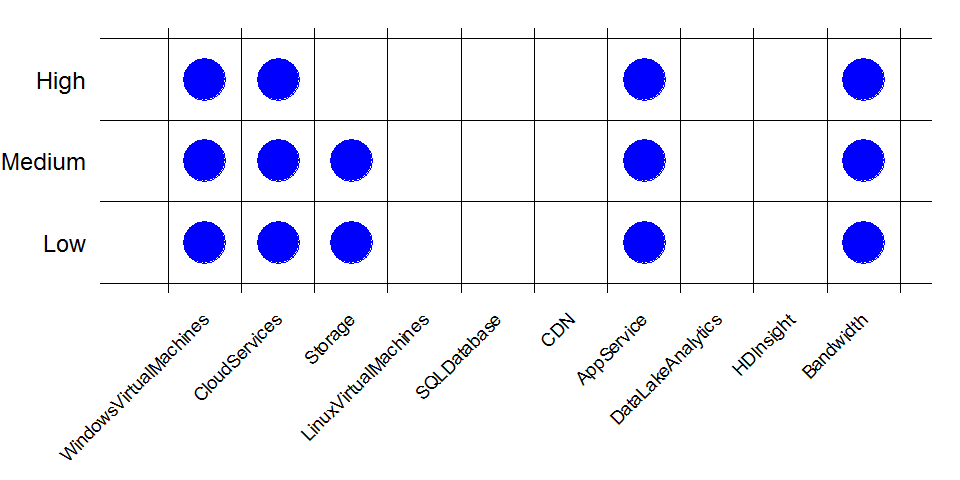 High
Medium
Low
WindowsVirtualMachines
CloudServices
Storage
LinuxVirtualMachines
SQLDatabase
CDN
AppService
DataLakeAnalytics
HDInsight
Bandwidth